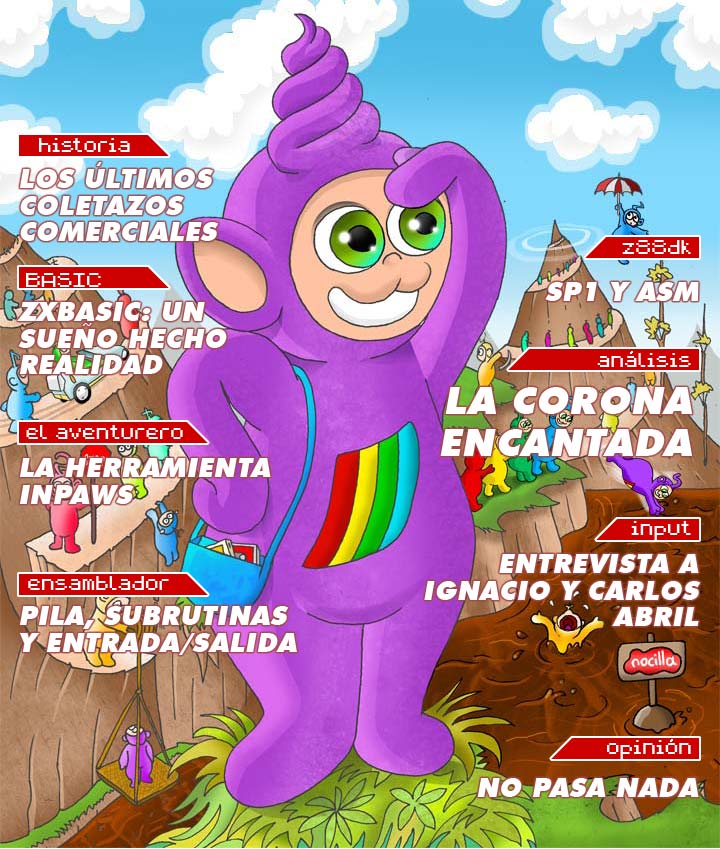 historia
LOS ÚLTIMOS
COLETAZOS
COMERCIALES
BASIC
ZXBASIC: UN
SUEÑO HECHO
REALIDAD
el aventurero
LA HERRAMIENTA
INPAWS
ensamblador
PILA, SUBRUTINAS
Y ENTRADA/SALIDA
z88dk
SP1 Y ASM
análisis
LA CORONA
ENCANTADA
input
ENTREVISTA A
IGNACIO Y CARLOS
ABRIL
nocilla
opinión
NO PASA NADA